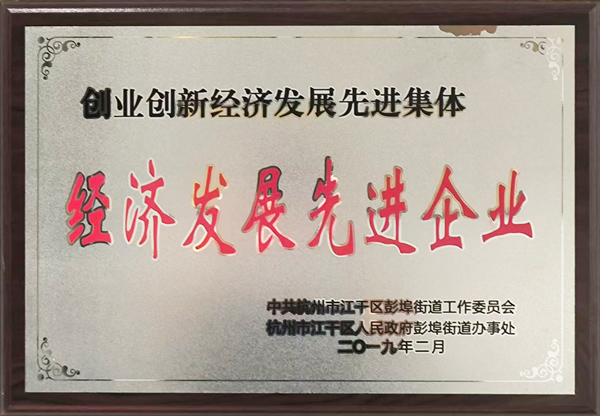 创业创新经济发展先进集体
经济发展先进企业
中共杭州市江干区彭埠街道工作委员会
杭州市江干区人民政府彭埠街道办事处
二〇一九年二月